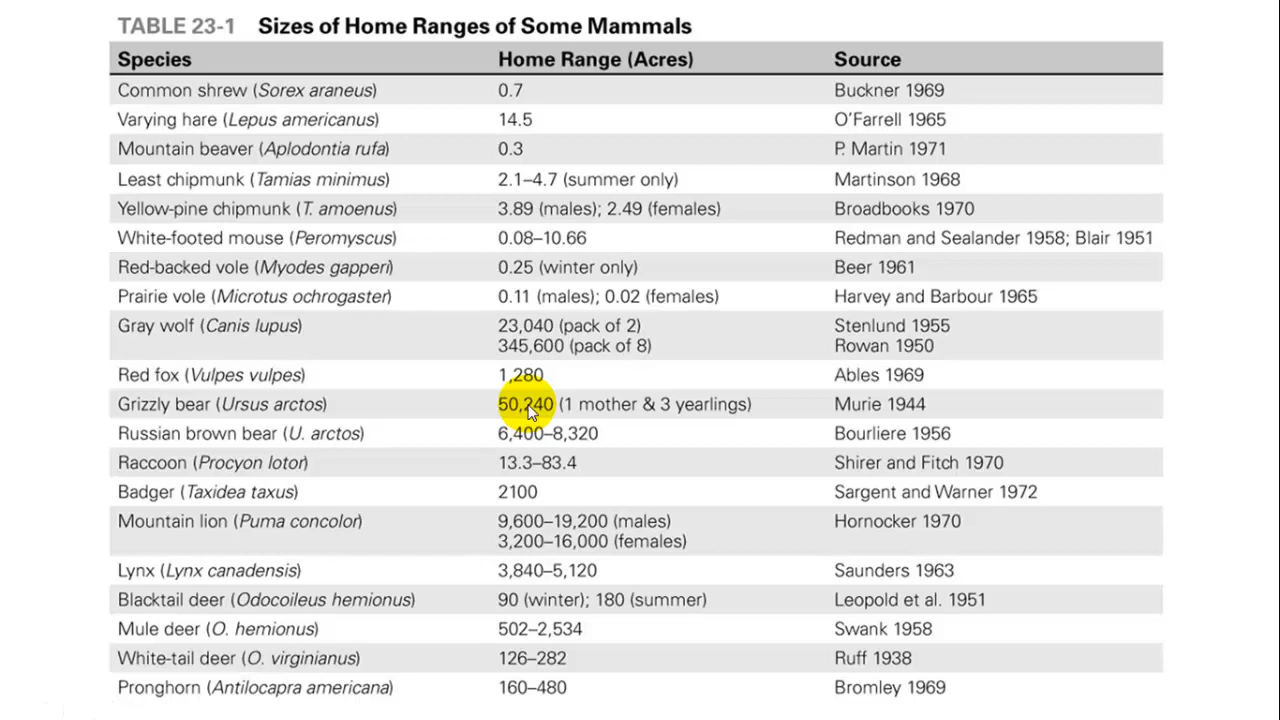 TABLE 23-1 Sizes of Home Ranges of Some Mammals
Species Home Range (Acres) Source
Common shrew (Sorex araneus) 0.7 Buckner 1969
Varying hare (Lepus americanus) 14.5 O'Farrell 1965
Mountain beaver (Aplodontia rufa) 0.3 P. Martin 1971
Least chipmunk (Tamias minimus) 2.1–4.7 (summer only) Martinson 1968
Yellow-pine chipmunk (T. amoenus) 3.89 (males); 2.49 (females) Broadbooks 1970
White-footed mouse (Peromyscus) 0.08–10.66 Redman and Sealander 1958; Blair 1951
Red-backed vole (Myodes gapperi) 0.25 (winter only) Beer 1961
Prairie vole (Microtus ochrogaster) 0.11 (males); 0.02 (females) Harvey and Barbour 1965
Gray wolf (Canis lupus) 23,040 (pack of 2) Stenlund 1955
345,600 (pack of 8) Rowan 1950
Red fox (Vulpes vulpes) 1,280 Ables 1969
Grizzly bear (Ursus arctos) 50,240 (1 mother & 3 yearlings) Murie 1944
Russian brown bear (U. arctos) 6,400–8,320 Bourliere 1956
Raccoon (Procyon lotor) 13.3–83.4 Shirer and Fitch 1970
Badger (Taxidea taxus) 2100 Sargent and Warner 1972
Mountain lion (Puma concolor) 9,600–19,200 (males) Hornocker 1970
3,200–16,000 (females)
Lynx (Lynx canadensis) 3,840–5,120 Saunders 1963
Blacktail deer (Odocoileus hemionus) 90 (winter); 180 (summer) Leopold et al. 1951
Mule deer (O. hemionus) 502–2,534 Swank 1958
White-tail deer (O. virginianus) 126–282 Ruff 1938
Pronghorn (Antilocapra americana) 160–480 Bromley 1969